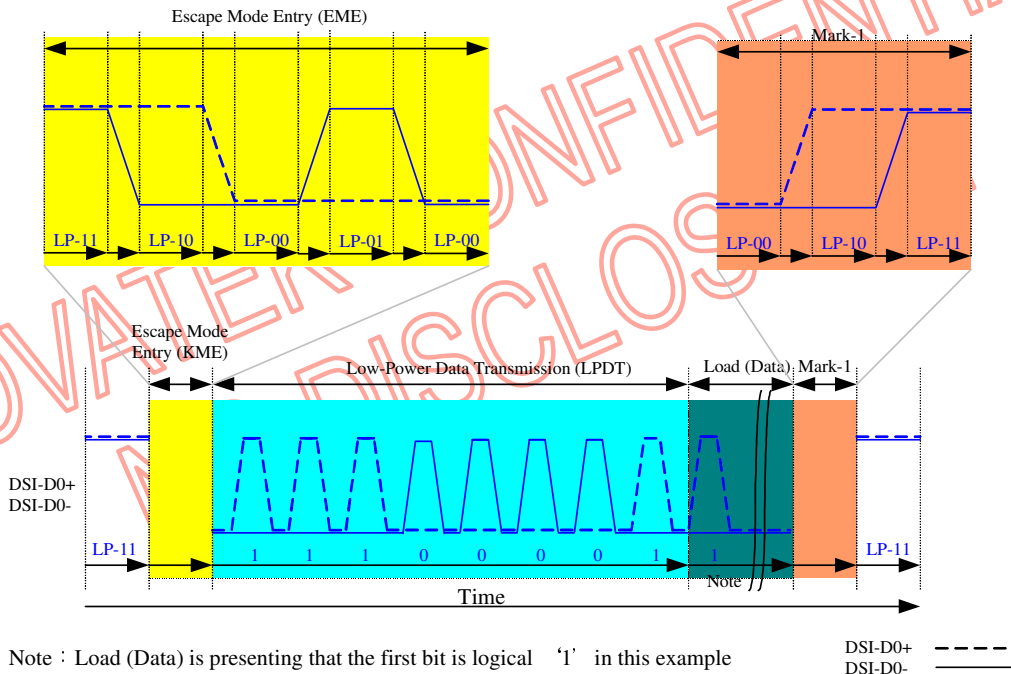 Escape Mode Entry (EME)
Mark-1
LP-11 LP-10 LP-00 LP-01 LP-00
LP-00 LP-10 LP-11
Escape Mode
Entry (KME)
Low-Power Data Transmission (LPDT)
Load (Data)
Mark-1
DSI-D0+
DSI-D0-
LP-11
1 1 1 0 0 0 0 1 1
LP-11
Note
Time
Note：Load (Data) is presenting that the first bit is logical ‘1’ in this example
DSI-D0+
DSI-D0-